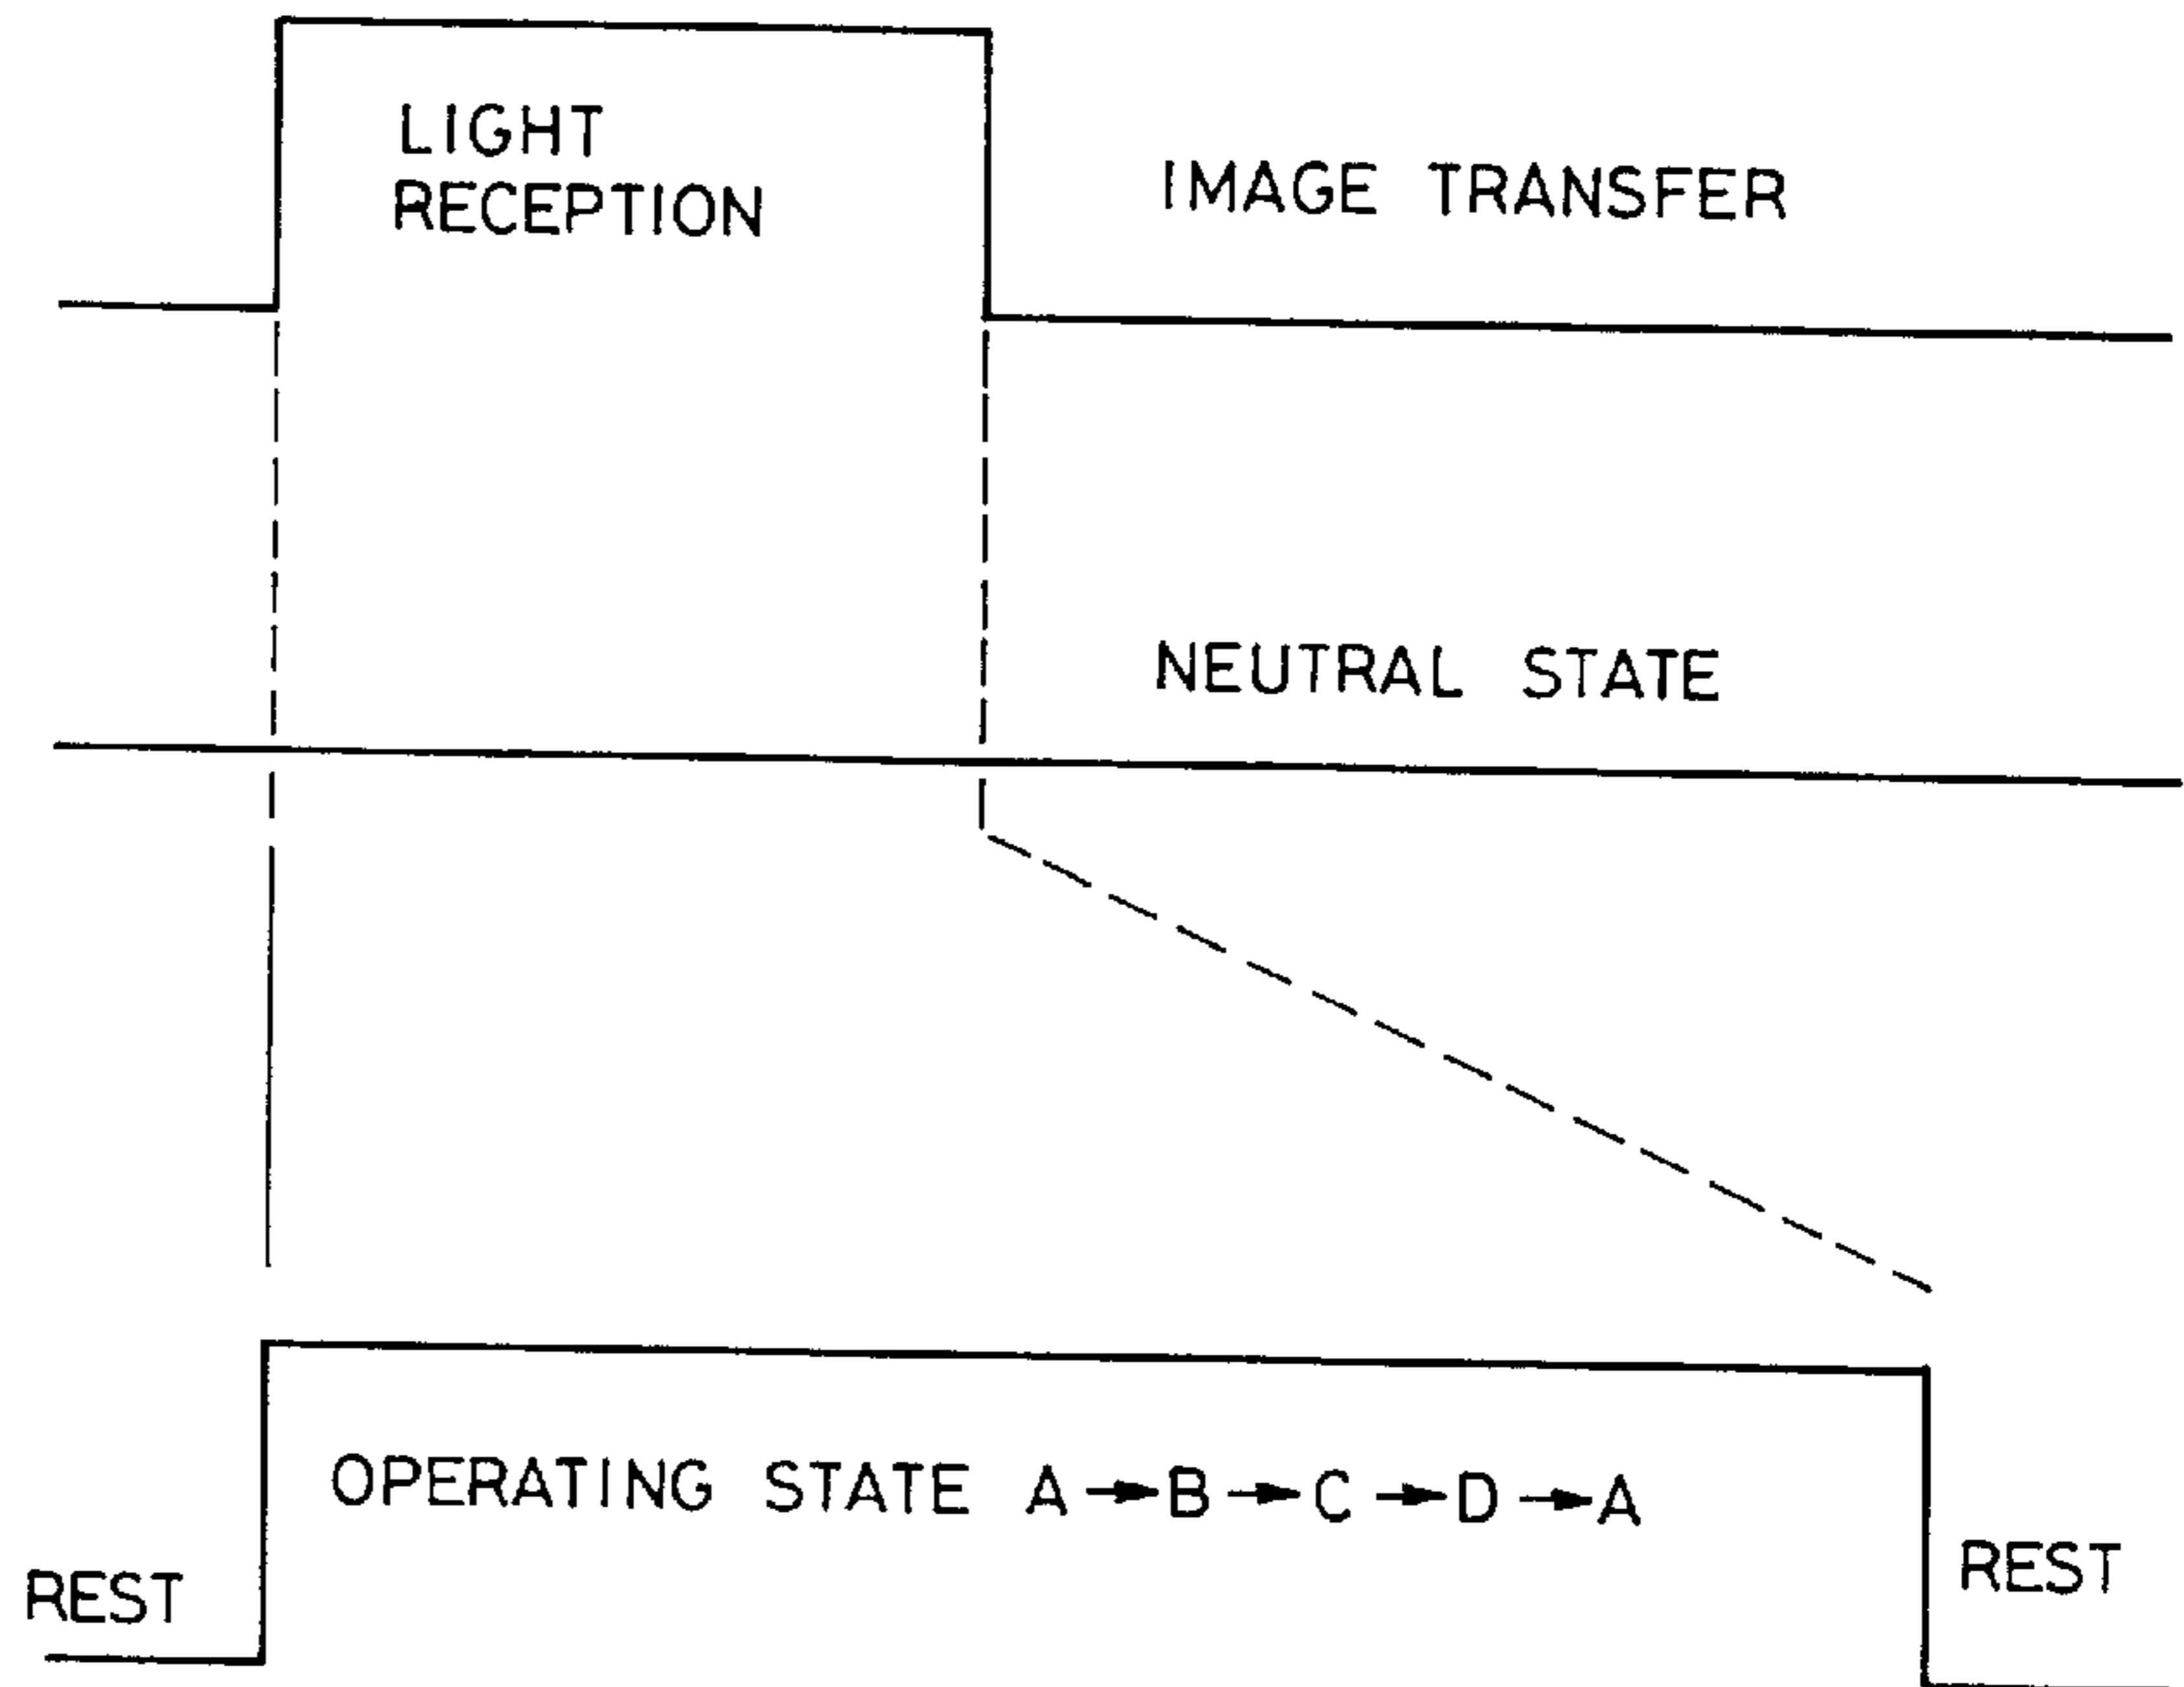 LIGHT
RECEPTION
IMAGE TRANSFER
NEUTRAL STATE
OPERATING STATE A→B→C→D→A
REST
REST